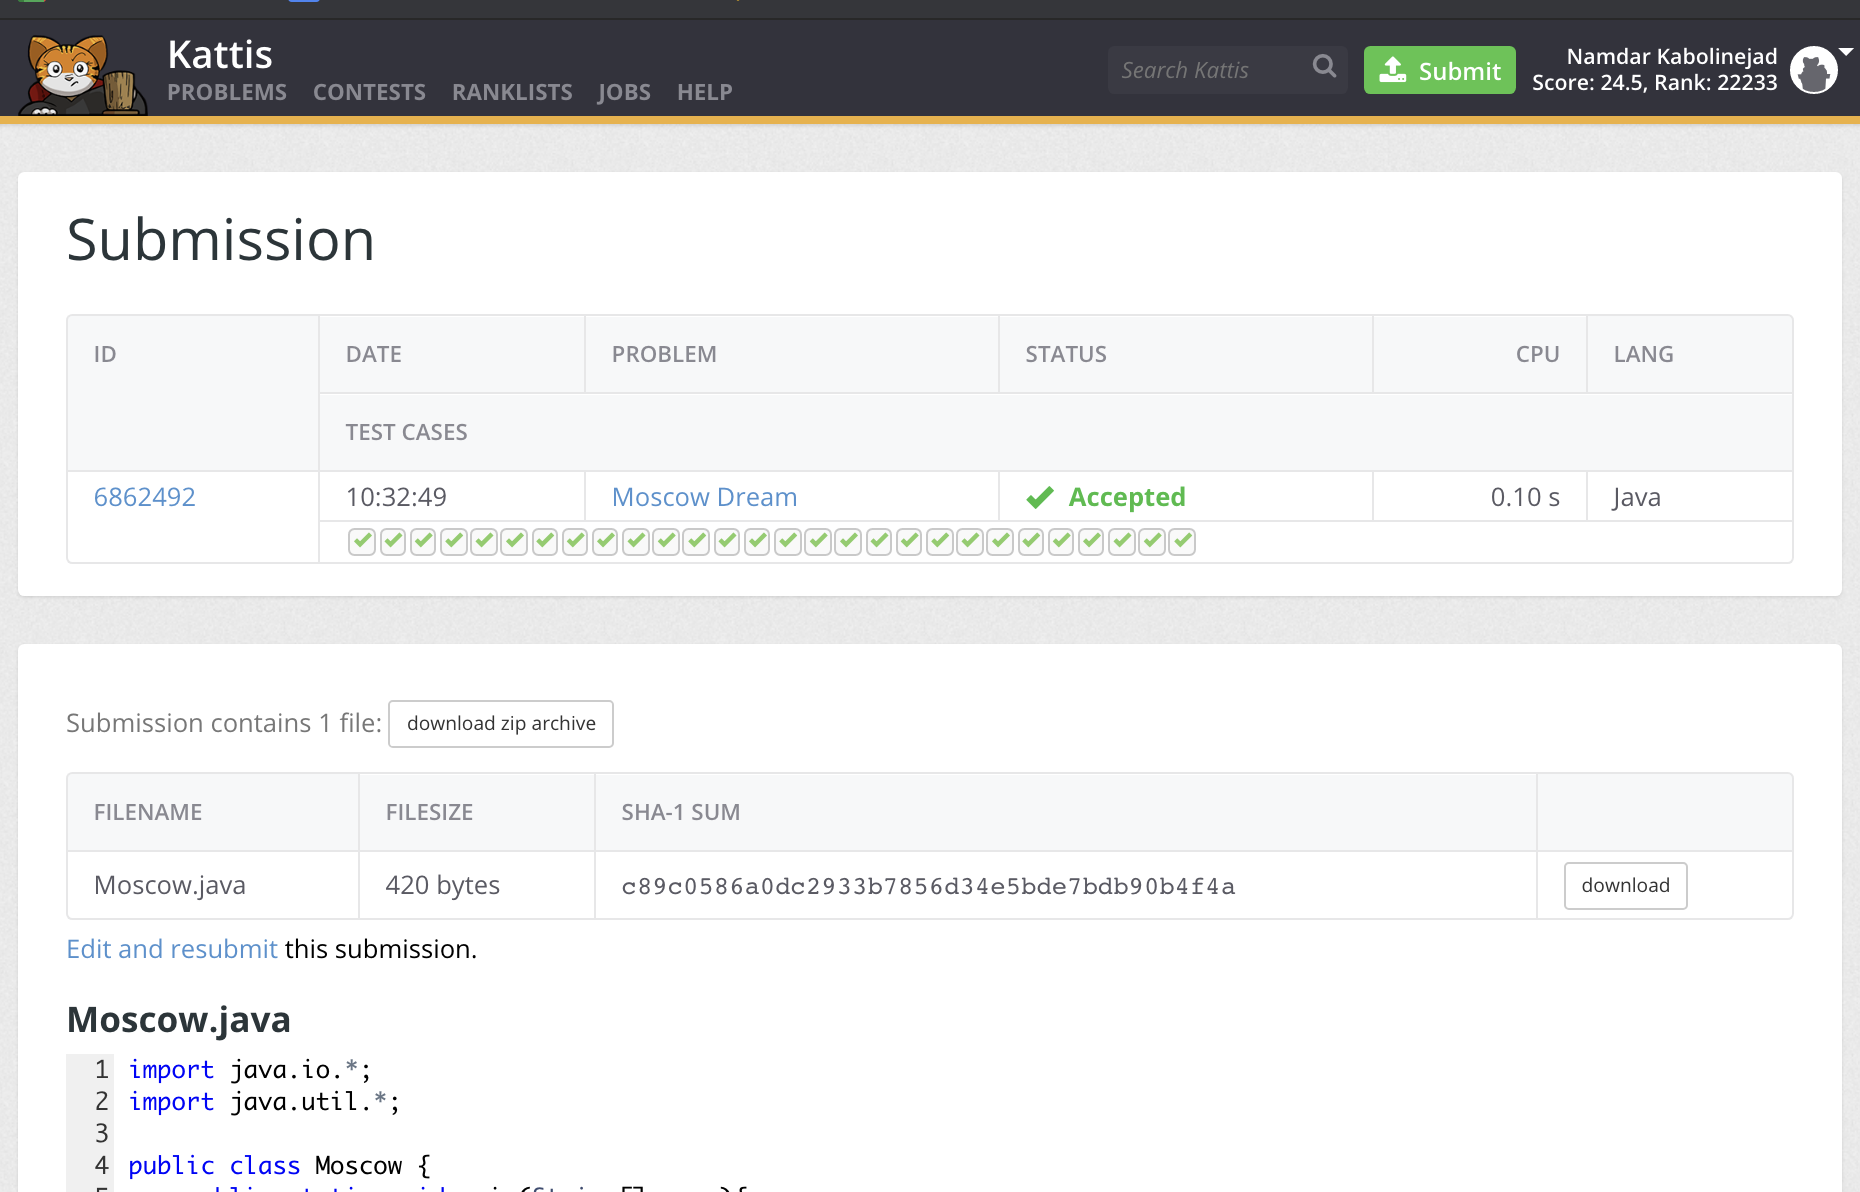 Kattis
PROBLEMS CONTESTS RANKLISTS JOBS HELP
Search Kattis
Submit
Namdar Kabolinejad
Score: 24.5, Rank: 22233
Submission
ID DATE PROBLEM STATUS CPU LANG
TEST CASES
6862492 10:32:49 Moscow Dream Accepted 0.10 s Java
Submission contains 1 file: download zip archive
FILENAME FILESIZE SHA-1 SUM
Moscow.java 420 bytes c89c0586a0dc2933b7856d34e5bde7bdb90b4f4a download
Edit and resubmit this submission.
Moscow.java
1 import java.io.*;
2 import java.util.*;
3
4 public class Moscow {